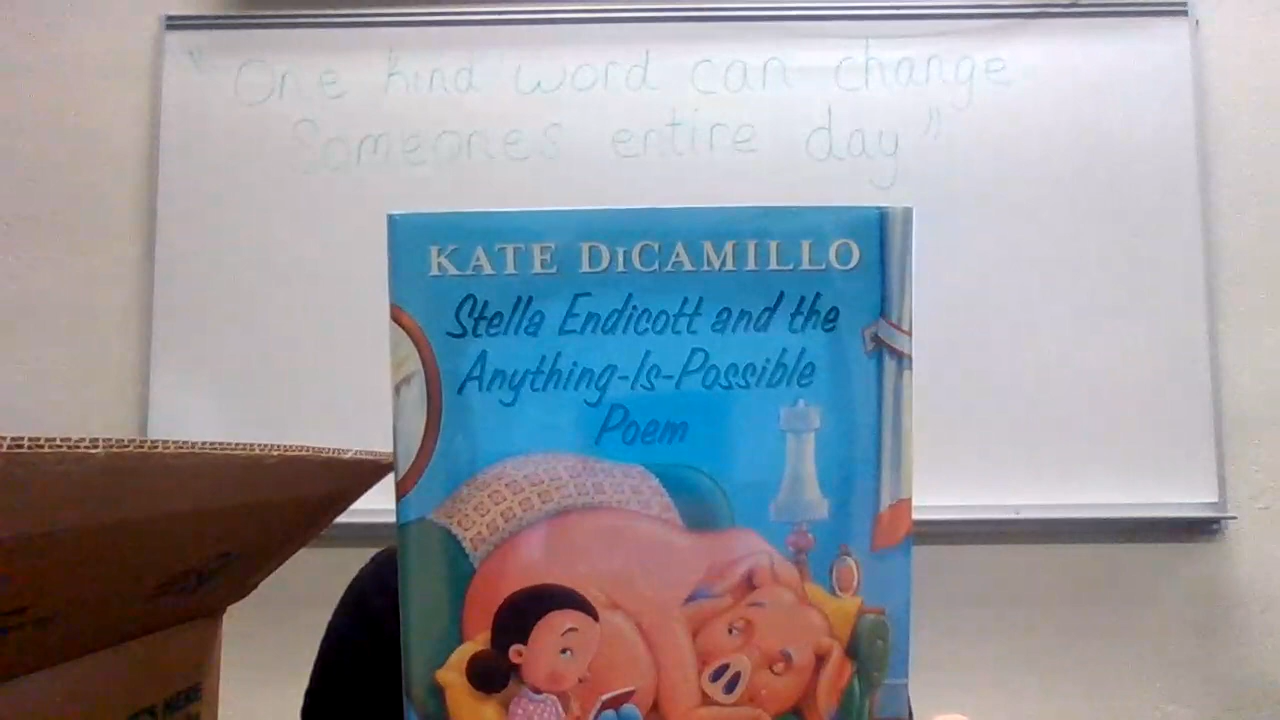 "One kind word can change
Someones entire day"
KATE DiCAMILLO
Stella Endicott and the
Anything-Is-Possible
Poem